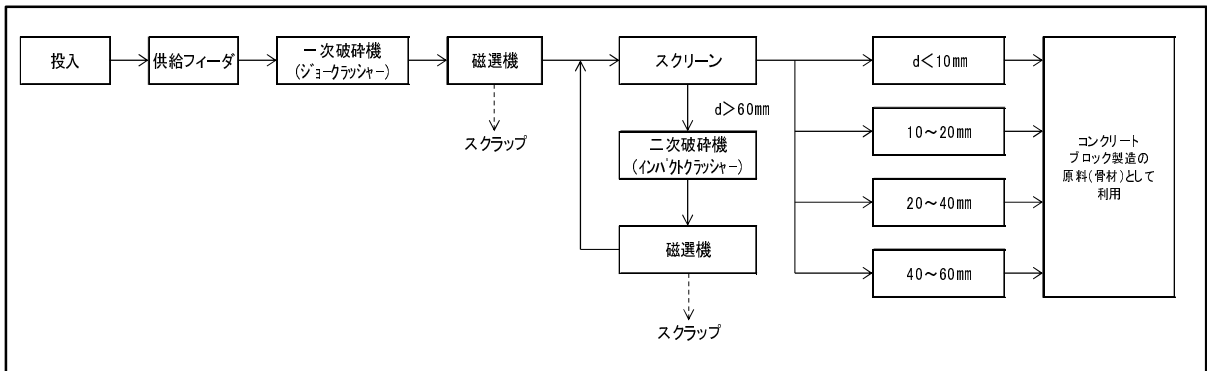 投入
供給フィーダ
一次破砕機
(ジョークラッシャー)
磁選機
スクラップ
スクリーン
d＞60mm
二次破砕機
(インパクトクラッシャー)
磁選機
スクラップ
d＜10mm
10～20mm
20～40mm
40～60mm
コンクリート
ブロック製造の
原料(骨材)として
利用